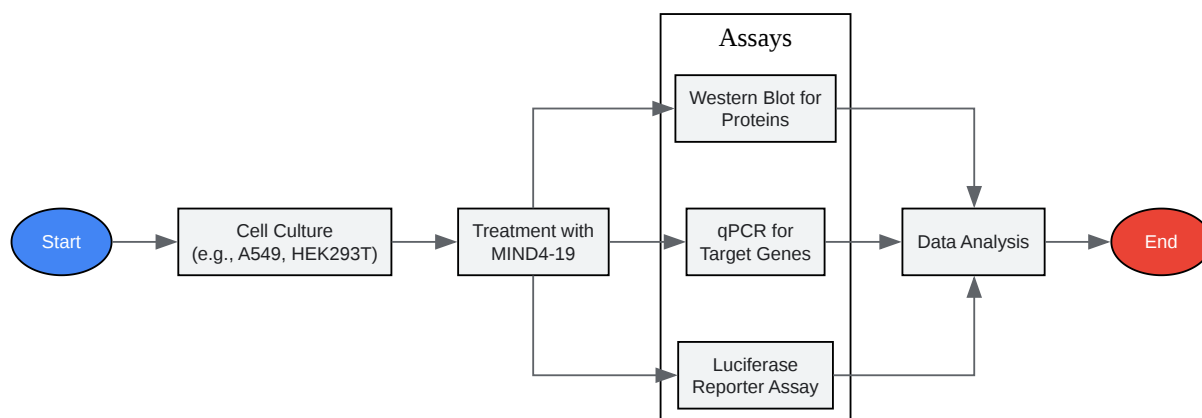 Assays
Western Blot for
Proteins
Start
Cell Culture
(e.g., A549, HEK293T)
Treatment with
MIND4-19
qPCR for
Target Genes
Data Analysis
End
Luciferase
Reporter Assay